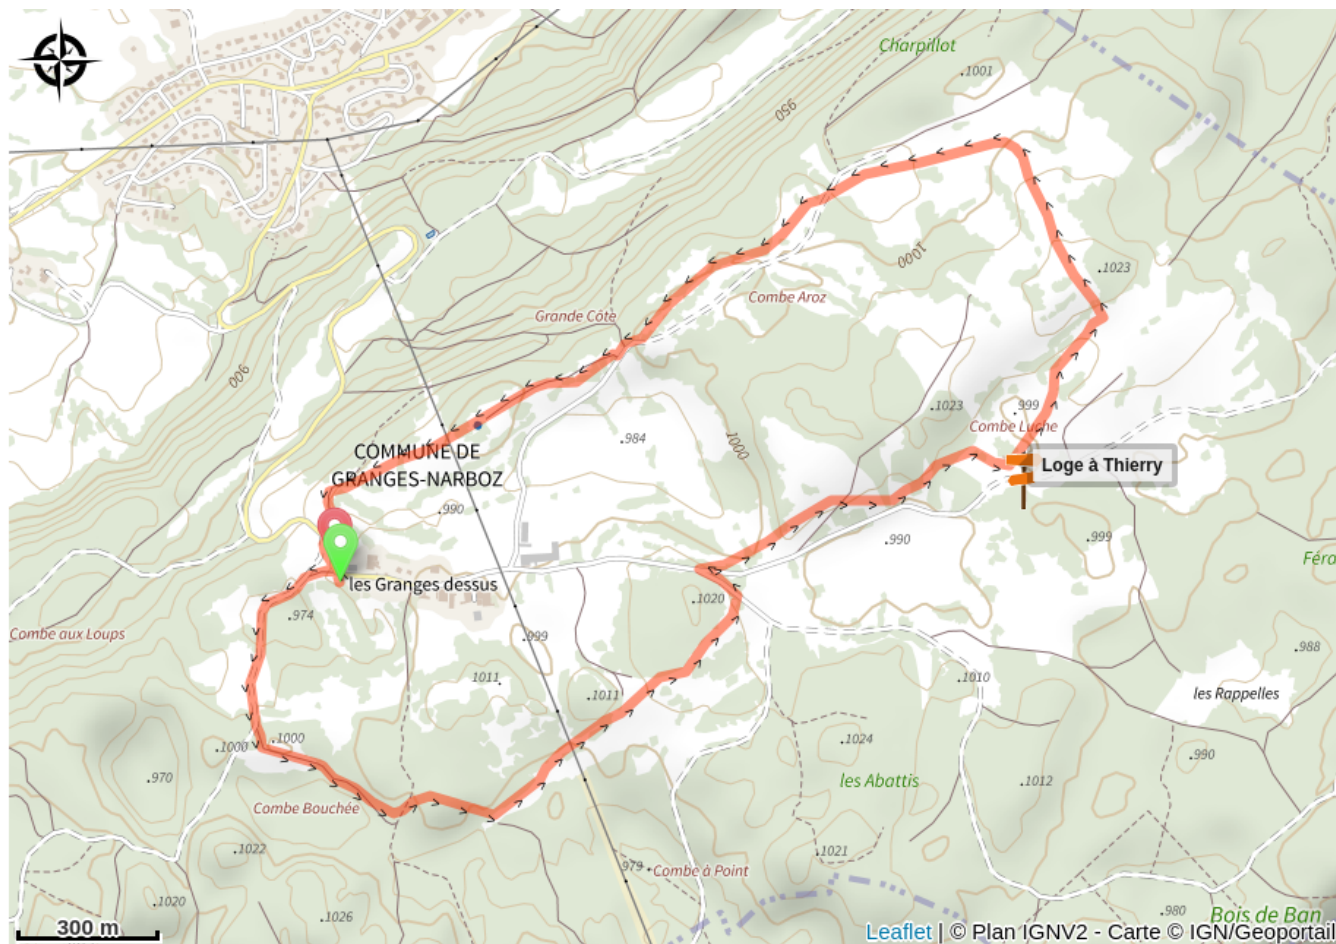 Charpillot
.1001
950
1000
.1023
Combe Aroz
Grande Côte
900
.1023
.999
Combe Luche
.984
1000
COMMUNE DE
GRANGES-NARBOZ
Loge à Thierry
.990
.990
.999
les Granges dessus
Féra
.974
.1020
Combe aux Loups
.999
.988
1011.
.1011
.1010
les Rappelles
.1000
.1000
.1024
.990
.970
les Abattis
.1012
Combe Bouchée
.1022
.1021
979.
Combe à Point
.1020
.1026
.980
Bois de Ban
300 m
Leaflet | © Plan IGNV2 - Carte © IGN/Geoportail